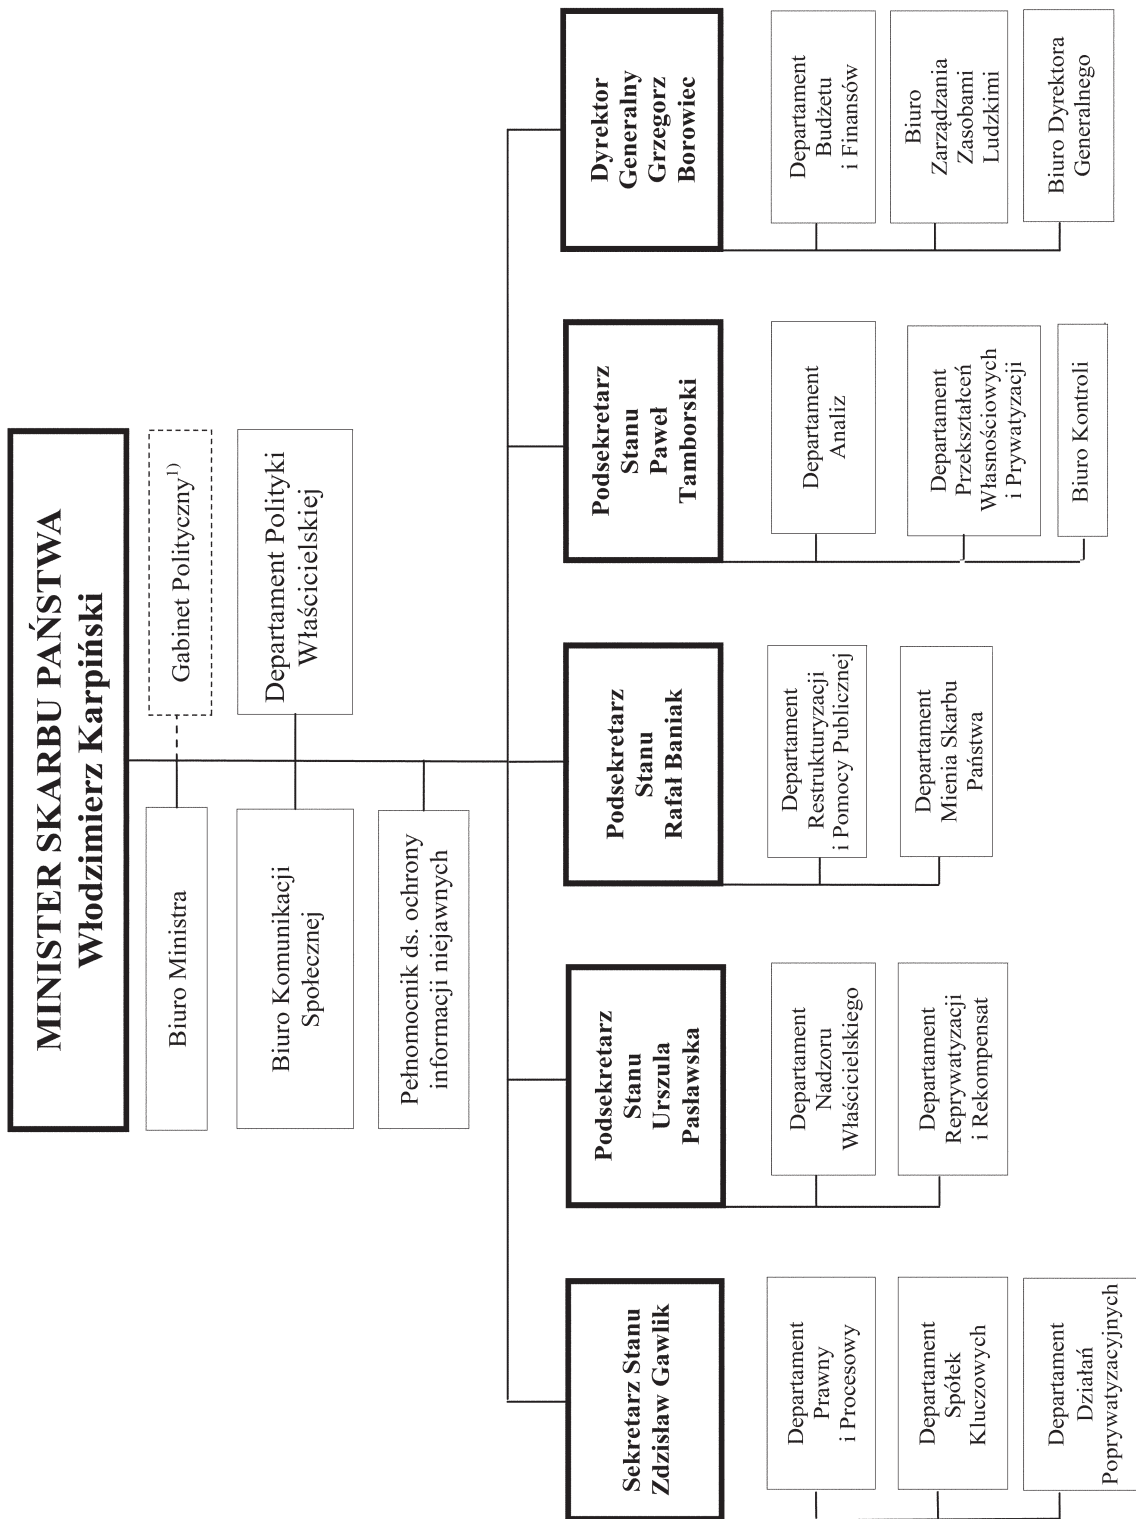 MINISTER SKARBU PAŃSTWA
Włodzimierz Karpiński
Biuro Ministra
Gabinet Polityczny¹⁾
Biuro Komunikacji
Społecznej
Departament Polityki
Właścicielskiej
Pełnomocnik ds. ochrony
informacji niejawnych
Sekretarz Stanu
Zdzisław Gawlik
Departament
Prawny
i Procesowy
Departament
Spółek
Kluczowych
Departament
Działań
Poprywatyzacyjnych
Podsekretarz
Stanu
Urszula
Pasławska
Departament
Nadzoru
Właścicielskiego
Departament
Reprywatyzacji
i Rekompensat
Podsekretarz
Stanu
Rafał Baniak
Departament
Restrukturyzacji
i Pomocy Publicznej
Departament
Mienia Skarbu
Państwa
Podsekretarz
Stanu
Paweł
Tamborski
Departament
Analiz
Departament
Przekształceń
Własnościowych
i Prywatyzacji
Biuro Kontroli
Dyrektor
Generalny
Grzegorz
Borowiec
Departament
Budżetu
i Finansów
Biuro
Zarządzania
Zasobami
Ludzkimi
Biuro Dyrektora
Generalnego